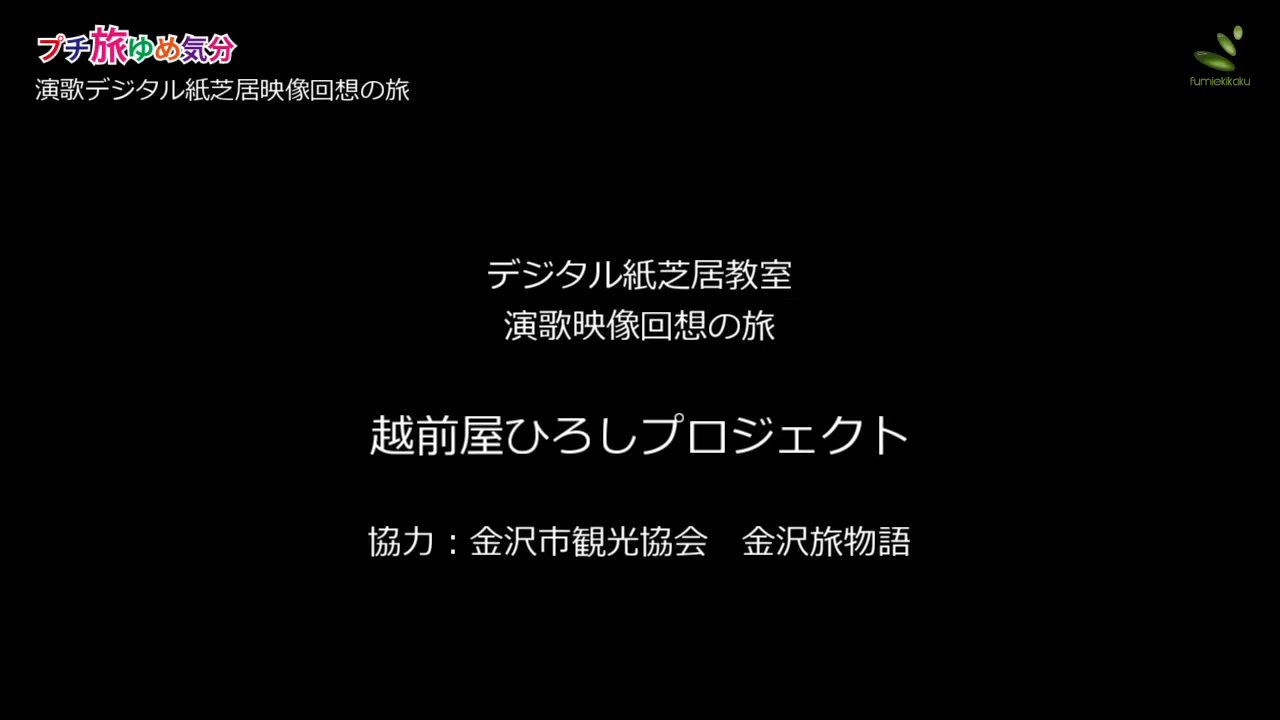 プチ旅ゆめ気分
演歌デジタル紙芝居映像回想の旅
fumiekikaku
デジタル紙芝居教室
演歌映像回想の旅
越前屋ひろしプロジェクト
協力：金沢市観光協会　金沢旅物語